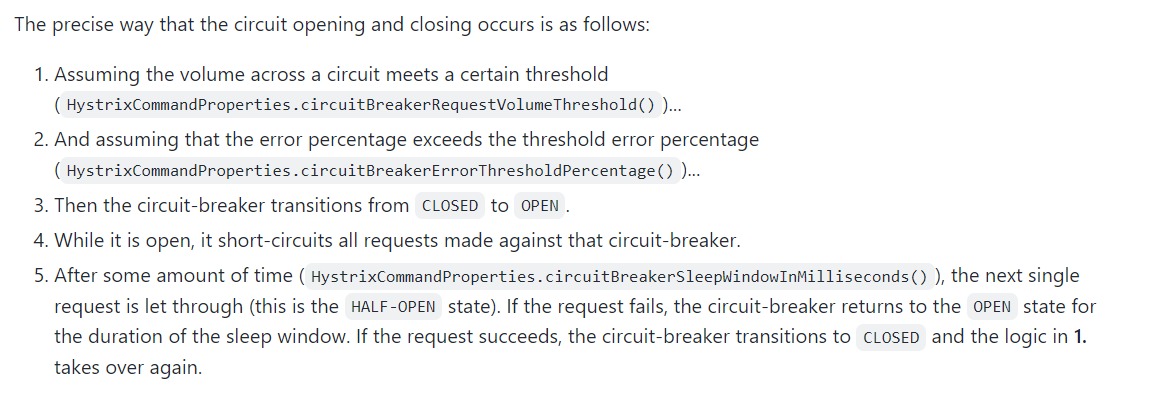 The precise way that the circuit opening and closing occurs is as follows:
1. Assuming the volume across a circuit meets a certain threshold
( HystrixCommandProperties.circuitBreakerRequestVolumeThreshold() )...
2. And assuming that the error percentage exceeds the threshold error percentage
( HystrixCommandProperties.circuitBreakerErrorThresholdPercentage() )...
3. Then the circuit-breaker transitions from CLOSED to OPEN .
4. While it is open, it short-circuits all requests made against that circuit-breaker.
5. After some amount of time ( HystrixCommandProperties.circuitBreakerSleepWindowInMilliseconds() ), the next single
request is let through (this is the HALF-OPEN state). If the request fails, the circuit-breaker returns to the OPEN state for
the duration of the sleep window. If the request succeeds, the circuit-breaker transitions to CLOSED and the logic in 1.
takes over again.